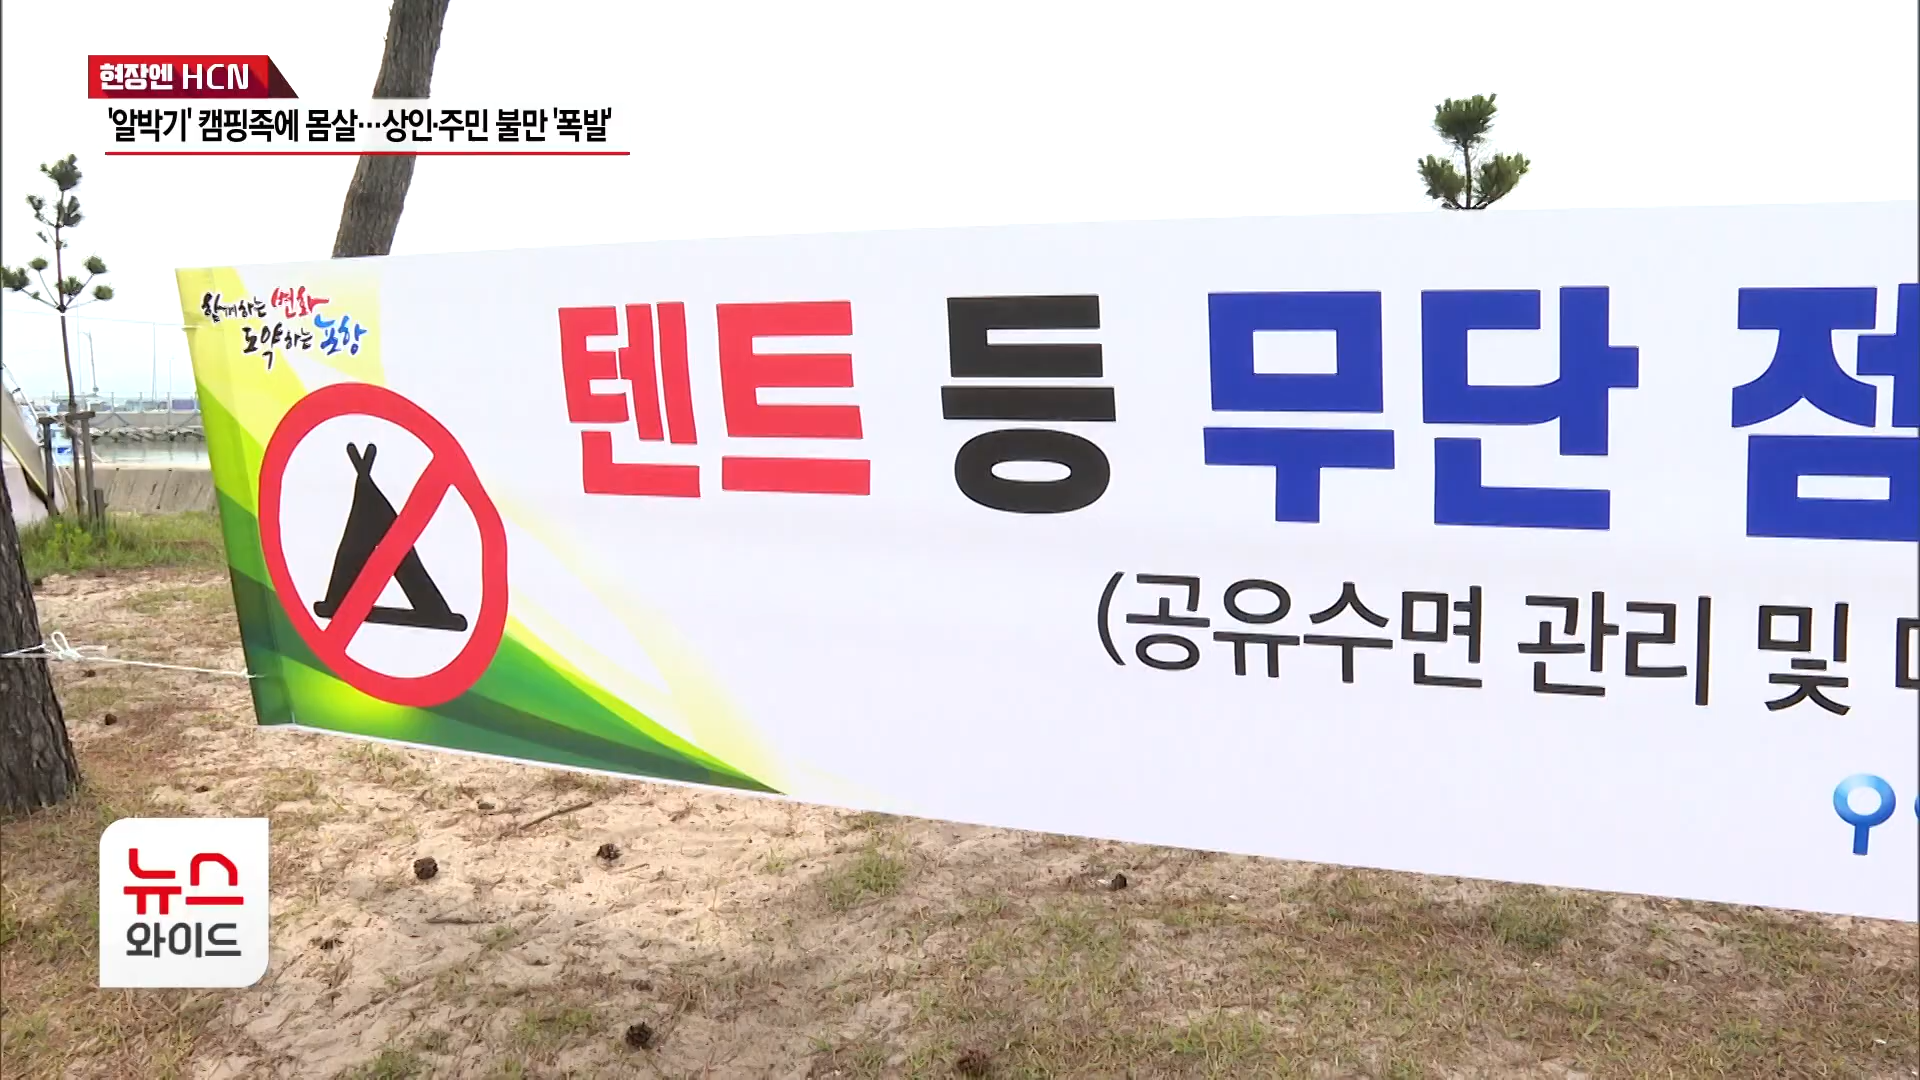 현장엔 HCN
'알박기' 캠핑족에 몸살…상인·주민 불만 '폭발'
함께하는 변화
도약하는 포항
텐트 등 무단 점
(공유수면 관리 및
뉴스
와이드